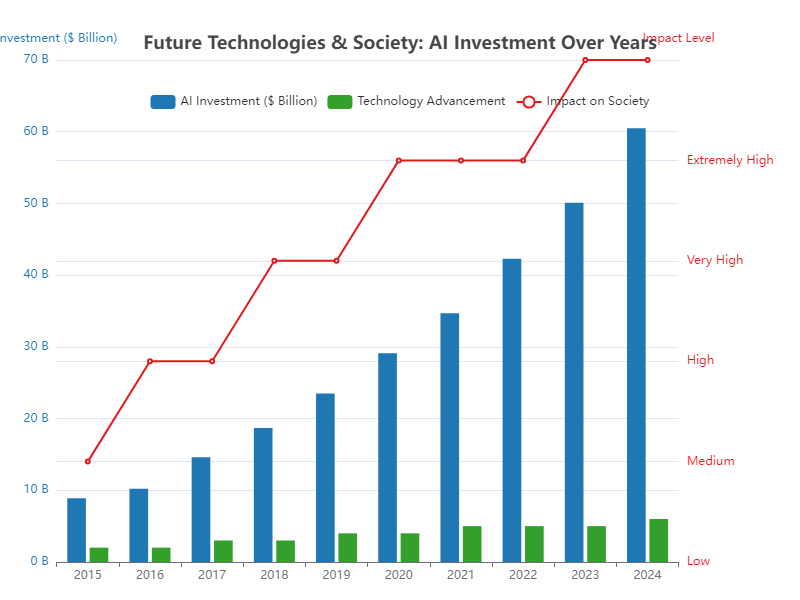 nvestment ($ Billion)
Future Technologies & Society: AI Investment Over Years
Impact Level
AI Investment ($ Billion)
Technology Advancement
Impact on Society
70 B
60 B
50 B
40 B
30 B
20 B
10 B
0 B
Extremely High
Very High
High
Medium
Low
2015
2016
2017
2018
2019
2020
2021
2022
2023
2024